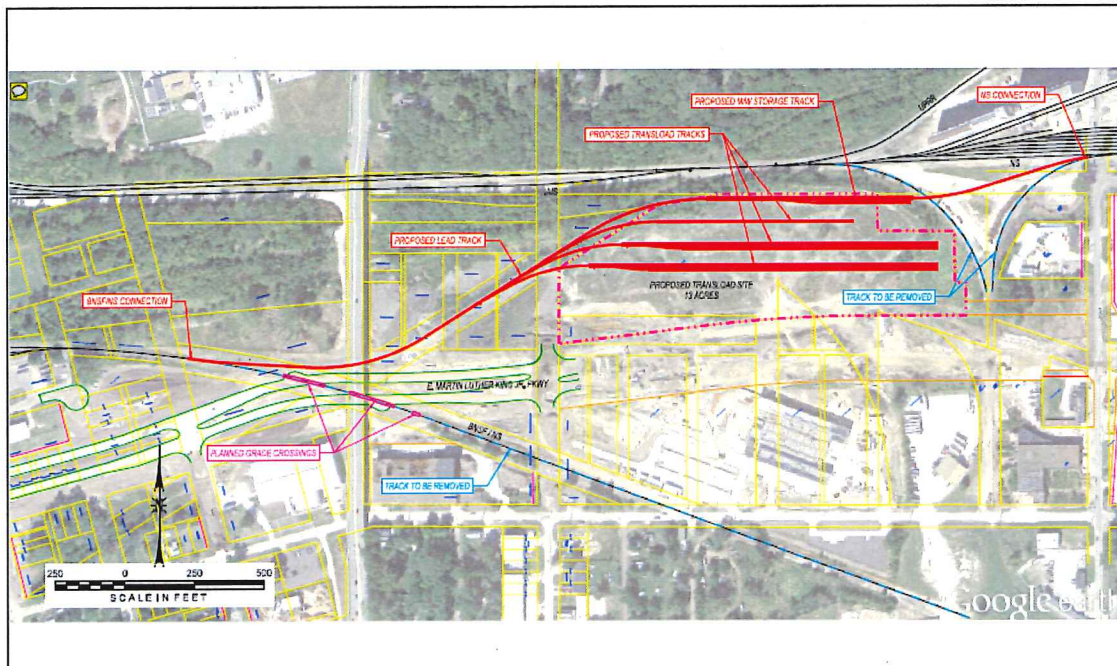 UPRR
PROPOSED MW STORAGE TRACK
NS CONNECTION
PROPOSED TRANSLOAD TRACKS
NS
PROPOSED LEAD TRACK
PROPOSED TRANSLOAD SITE
13 ACRES
TRACK TO BE REMOVED
BNSF/NS CONNECTION
E. MARTIN LUTHER KING JR. PKWY
BNSF / NS
PLANNED GRADE CROSSINGS
TRACK TO BE REMOVED
250 0 250 500
SCALE IN FEET
Google earth